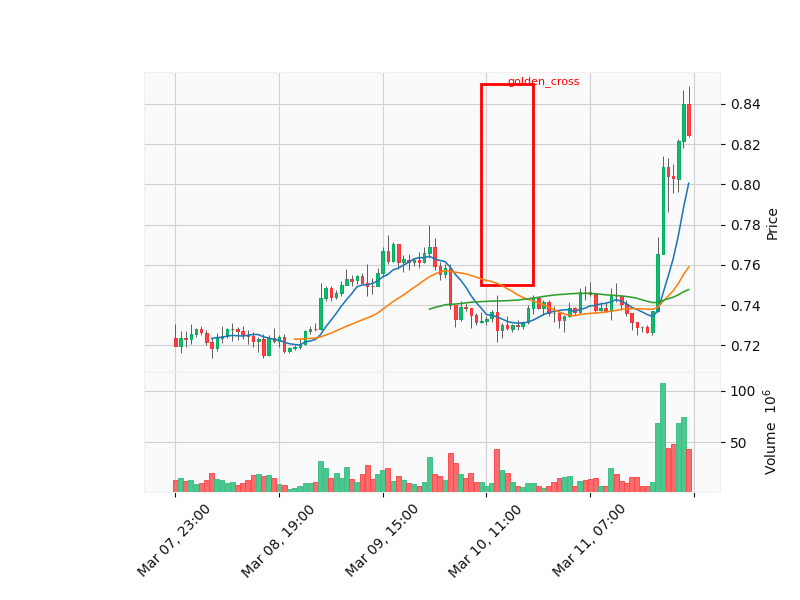 golden_cross
0.84
0.82
0.80
0.78
0.76
0.74
0.72
Price
100
50
Volume 10⁶
Mar 07, 23:00
Mar 08, 19:00
Mar 09, 15:00
Mar 10, 11:00
Mar 11, 07:00